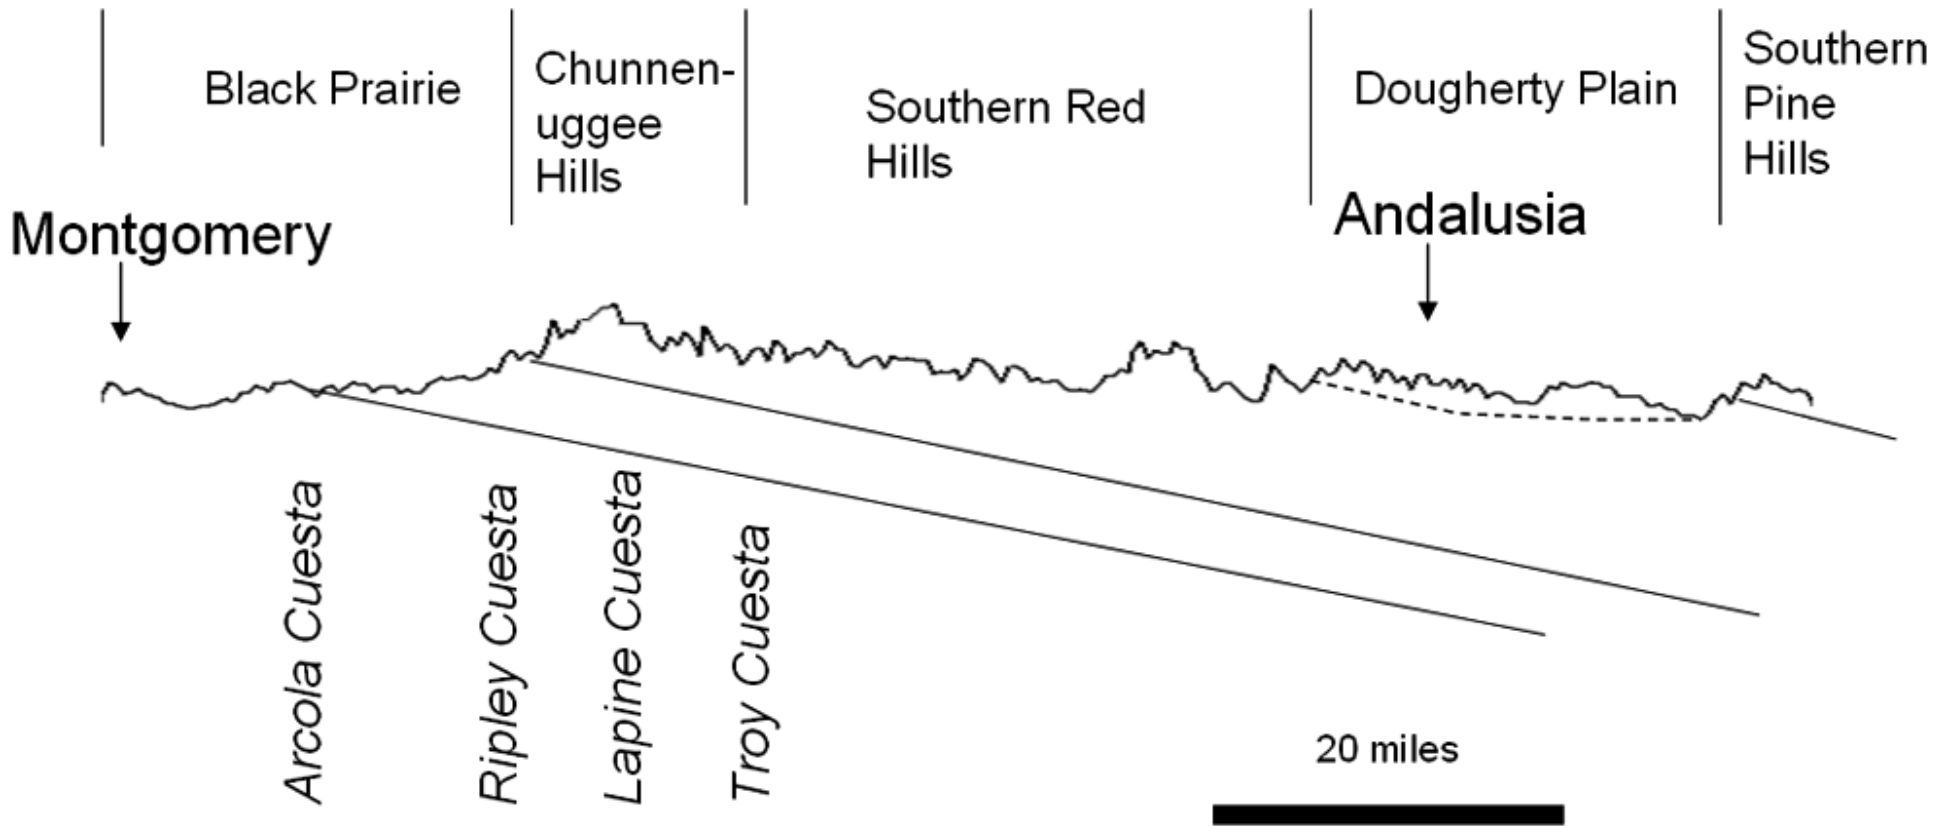 Black Prairie
Chunnen-
uggee
Hills
Southern Red
Hills
Dougherty Plain
Southern
Pine
Hills
Montgomery
Andalusia
Arcola Cuesta
Ripley Cuesta
Lapine Cuesta
Troy Cuesta
20 miles